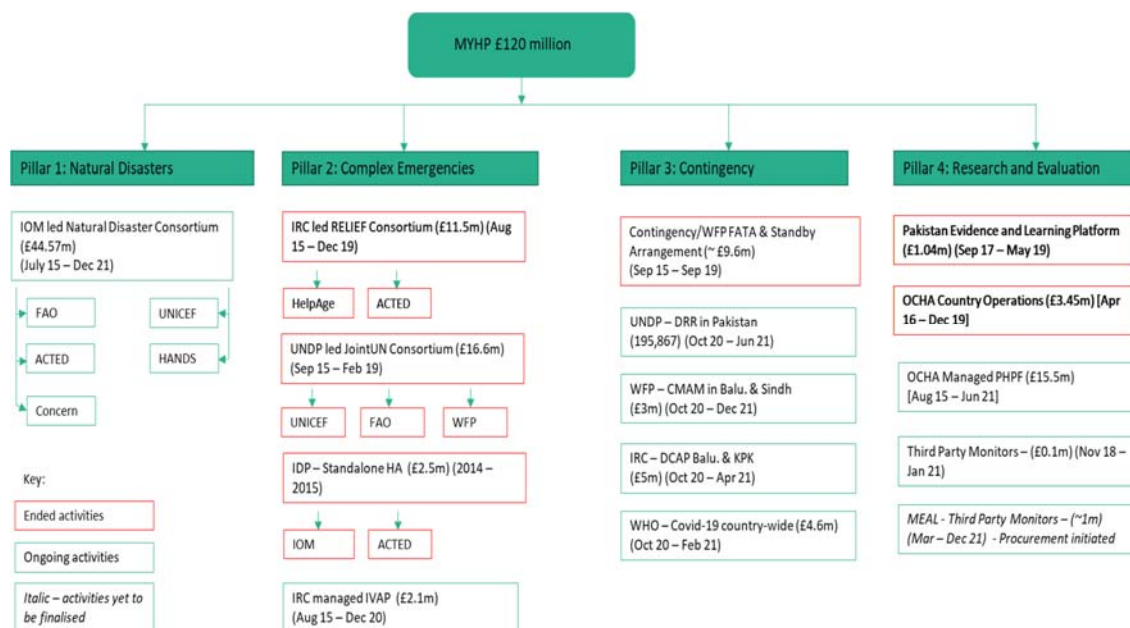 MYHP £120 million
Pillar 1: Natural Disasters
IOM led Natural Disaster Consortium
(£44.57m)
(July 15 – Dec 21)
FAO
UNICEF
ACTED
HANDS
Concern
Key:
Ended activities
Ongoing activities
Italic – activities yet to
be finalised
Pillar 2: Complex Emergencies
IRC led RELIEF Consortium (£11.5m) (Aug
15 – Dec 19)
HelpAge
ACTED
UNDP led JointUN Consortium (£16.6m)
(Sep 15 – Feb 19)
UNICEF
FAO
WFP
IDP – Standalone HA (£2.5m) (2014 –
2015)
IOM
ACTED
IRC managed IVAP (£2.1m)
(Aug 15 – Dec 20)
Pillar 3: Contingency
Contingency/WFP FATA & Standby
Arrangement (~ £9.6m)
(Sep 15 – Sep 19)
UNDP – DRR in Pakistan
(195,867) (Oct 20 – Jun 21)
WFP – CMAM in Balu. & Sindh
(£3m) (Oct 20 – Dec 21)
IRC – DCAP Balu. & KPK
(£5m) (Oct 20 – Apr 21)
WHO – Covid-19 country-wide (£4.6m)
(Oct 20 – Feb 21)
Pillar 4: Research and Evaluation
Pakistan Evidence and Learning Platform
(£1.04m) (Sep 17 – May 19)
OCHA Country Operations (£3.45m) [Apr
16 – Dec 19]
OCHA Managed PHPF (£15.5m)
[Aug 15 – Jun 21]
Third Party Monitors – (£0.1m) (Nov 18 –
Jan 21)
MEAL - Third Party Monitors – (~1m)
(Mar – Dec 21) - Procurement initiated